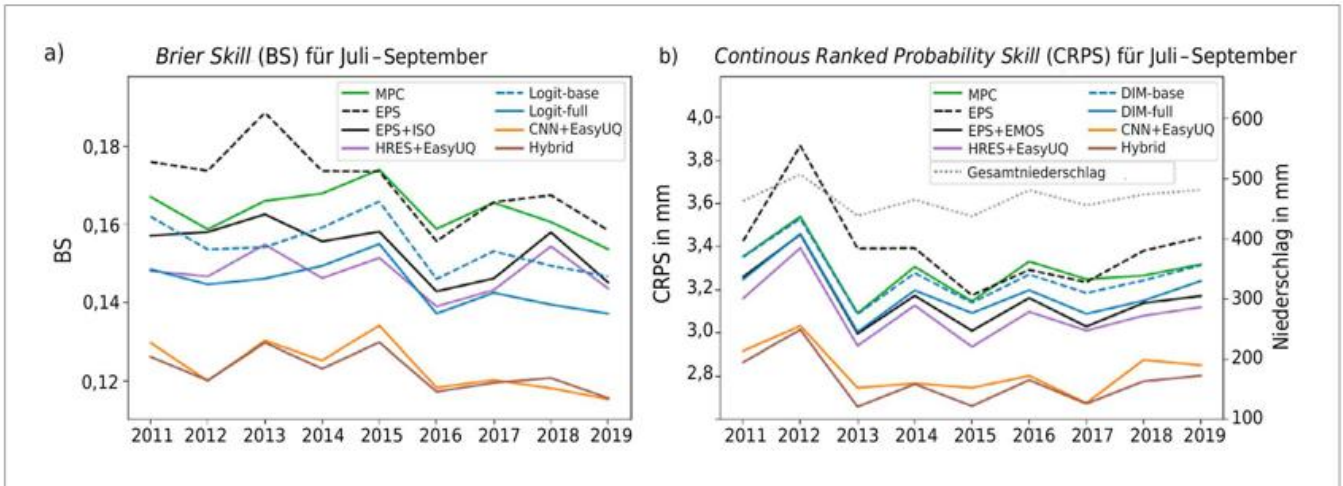 a) Brier Skill (BS) für Juli–September
MPC
EPS
EPS+ISO
HRES+EasyUQ
Logit-base
Logit-full
CNN+EasyUQ
Hybrid
BS
0,18
0,16
0,14
0,12
2011 2012 2013 2014 2015 2016 2017 2018 2019
b) Continous Ranked Probability Skill (CRPS) für Juli–September
MPC
EPS
EPS+EMOS
HRES+EasyUQ
DIM-base
DIM-full
CNN+EasyUQ
Hybrid
Gesamtniederschlag
CRPS in mm
4,0
3,8
3,6
3,4
3,2
3,0
2,8
Niederschlag in mm
600
500
400
300
200
100
2011 2012 2013 2014 2015 2016 2017 2018 2019